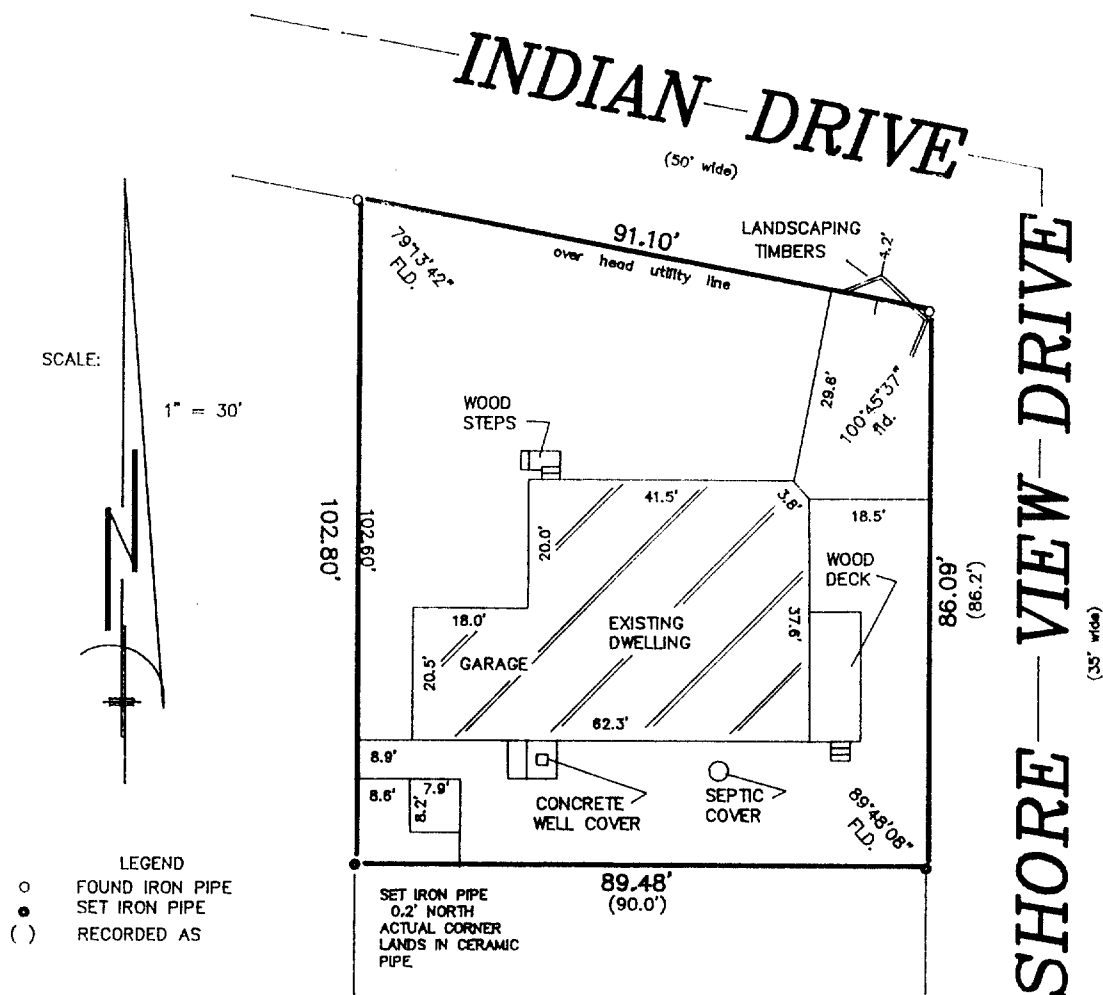 INDIAN DRIVE
(50' wide)
LANDSCAPING
TIMBERS
4.2'
91.10'
over head utility line
79°13'42"
FLD.
SCALE:
1" = 30'
29.8'
100°45'37"
fld.
WOOD
STEPS
41.5'
3.8'
18.5'
20.0'
102.80'
102.60'
WOOD
DECK
86.09'
(86.2')
SHORE VIEW DRIVE
(35' wide)
18.0'
EXISTING
DWELLING
37.6'
GARAGE
20.5'
62.3'
N
8.9'
8.6'
7.9'
8.2'
CONCRETE
WELL COVER
SEPTIC
COVER
89°48'08"
FLD.
LEGEND
FOUND IRON PIPE
SET IRON PIPE
( ) RECORDED AS
89.48'
(90.0')
SET IRON PIPE
0.2' NORTH
ACTUAL CORNER
LANDS IN CERAMIC
PIPE.